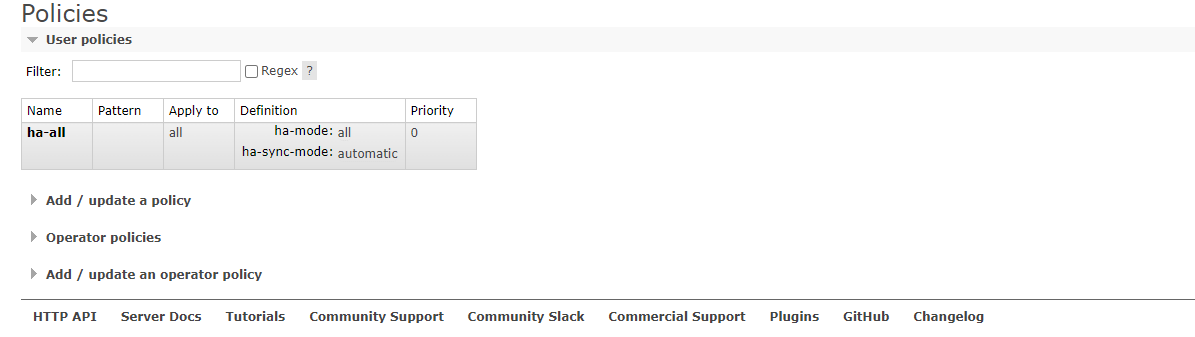 Policies
User policies
Filter: Regex ?
Name Pattern Apply to Definition Priority
ha-all all ha-mode: all 0
ha-sync-mode: automatic
Add / update a policy
Operator policies
Add / update an operator policy
HTTP API Server Docs Tutorials Community Support Community Slack Commercial Support Plugins GitHub Changelog